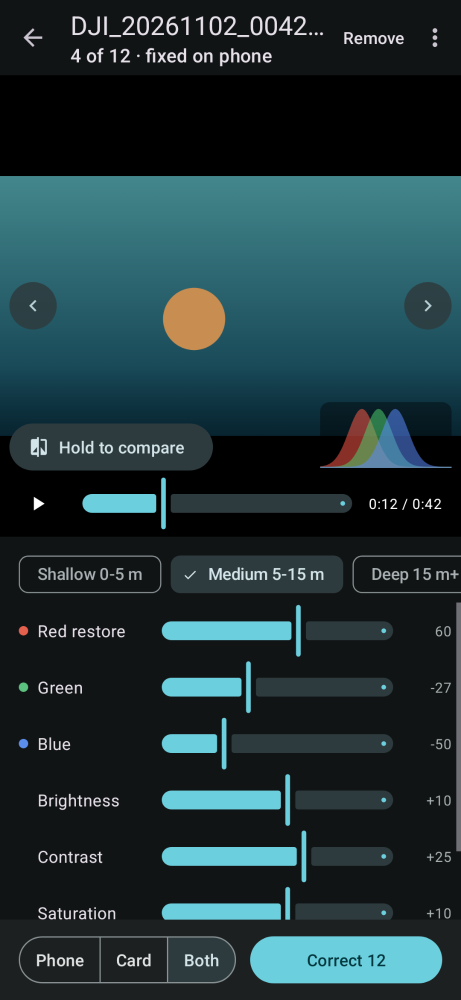 DJI_20261102_0042…
4 of 12 · fixed on phone
Remove
Hold to compare
0:12 / 0:42
Shallow 0-5 m
Medium 5-15 m
Deep 15 m+
Red restore
60
Green
-27
Blue
-50
Brightness
+10
Contrast
+25
Saturation
+10
Phone
Card
Both
Correct 12